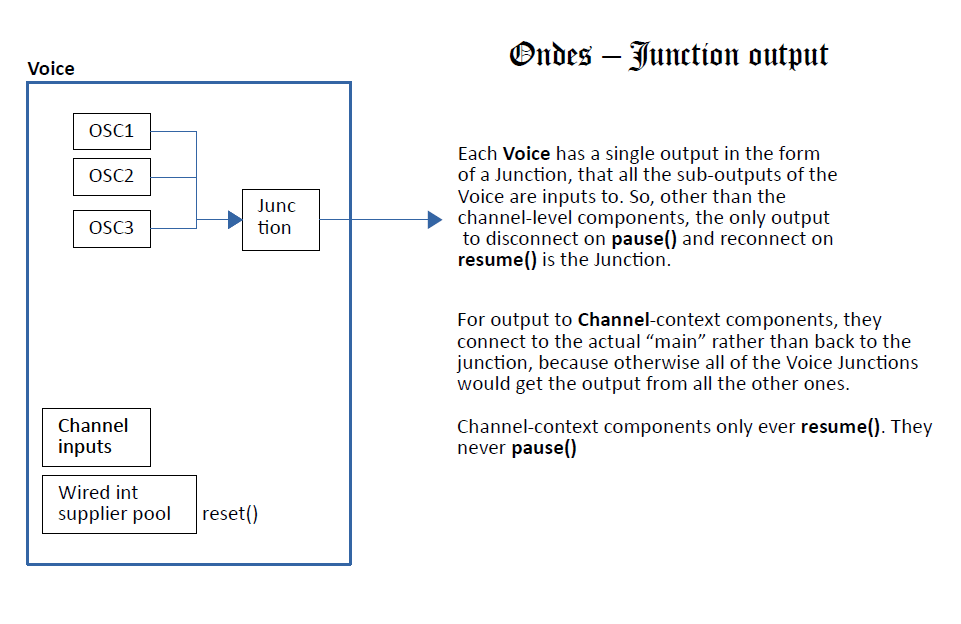 Ondes – Junction output
Voice
OSC1
OSC2
OSC3
Junc
tion
Channel
inputs
Wired int
supplier pool
reset()
Each Voice has a single output in the form
of a Junction, that all the sub-outputs of the
Voice are inputs to. So, other than the
channel-level components, the only output
to disconnect on pause() and reconnect on
resume() is the Junction.
For output to Channel-context components, they
connect to the actual “main” rather than back to the
junction, because otherwise all of the Voice Junctions
would get the output from all the other ones.
Channel-context components only ever resume(). They
never pause()